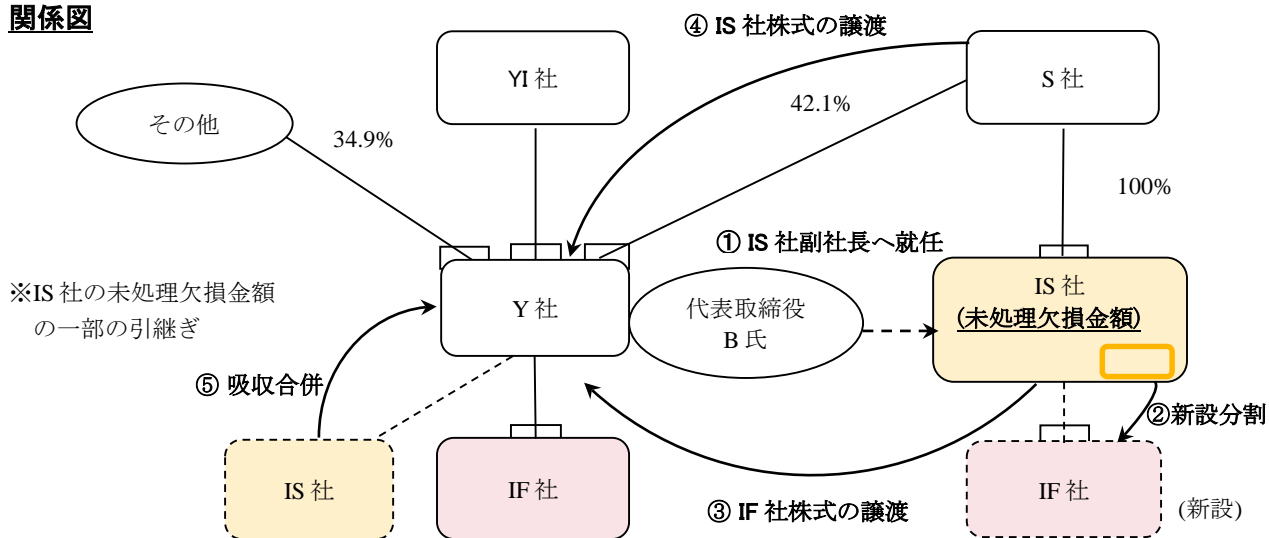 関係図
④ IS 社株式の譲渡
YI 社
S 社
その他
34.9%
42.1%
100%
① IS 社副社長へ就任
※IS 社の未処理欠損金額
の一部の引継ぎ
Y 社
代表取締役
B 氏
IS 社
(未処理欠損金額)
⑤ 吸収合併
②新設分割
IS 社
IF 社
③ IF 社株式の譲渡
IF 社
(新設)